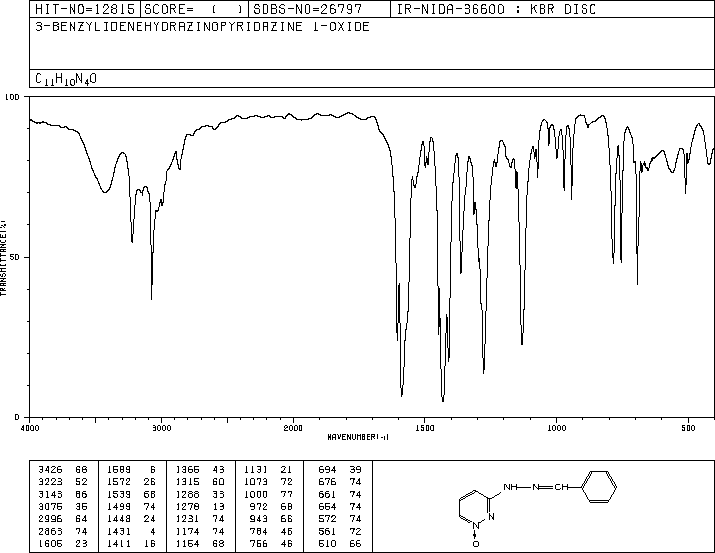 HIT-NO=12815 SCORE= ( ) SDBS-NO=26797 IR-NIDA-36600 : KBR DISC
3-BENZYLIDENEHYDRAZINOPYRIDAZINE 1-OXIDE
C11H10N4O
100
50
0
TRANSMITTANCE(%)
4000 3000 2000 1500 1000 500
WAVENUMBER(-1)
3426 68 1589 6 1366 43 1131 21 694 39
3223 52 1572 26 1315 60 1073 72 676 74
3143 86 1539 68 1288 35 1000 77 661 74
3075 35 1499 74 1278 13 972 68 654 74
2996 64 1448 24 1231 74 943 66 572 74
2863 74 1431 4 1174 74 784 46 561 72
1605 23 1411 16 1154 68 756 46 510 66
NH N CH
N
N
O